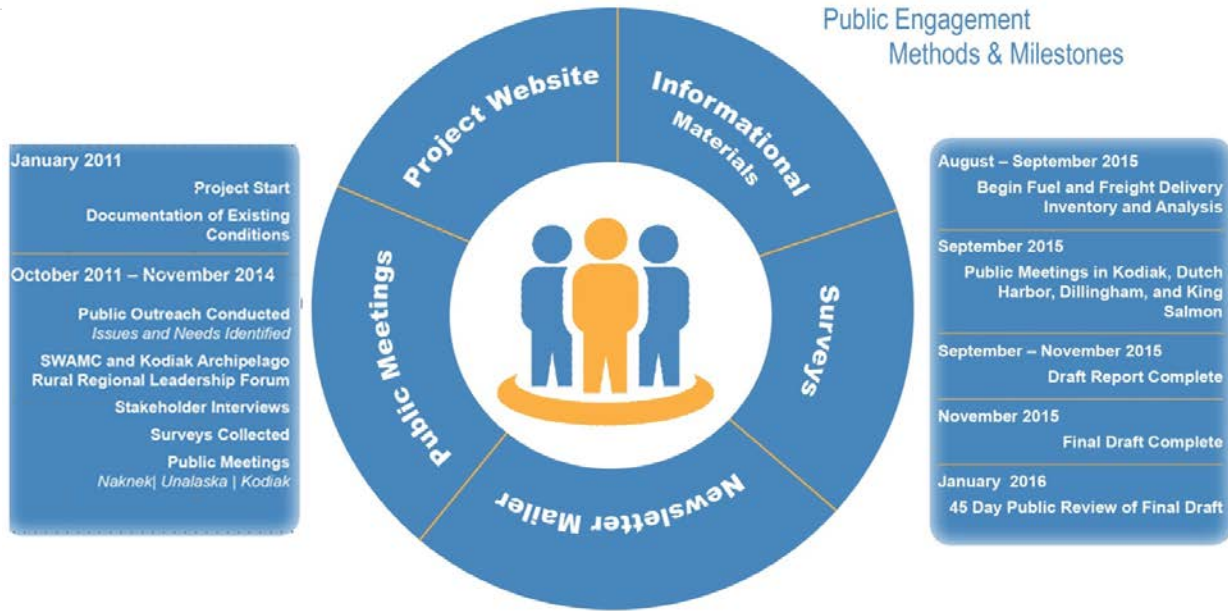 Public Engagement
Methods & Milestones
January 2011
Project Start
Documentation of Existing
Conditions
October 2011 – November 2014
Public Outreach Conducted
Issues and Needs Identified
SWAMC and Kodiak Archipelago
Rural Regional Leadership Forum
Stakeholder Interviews
Surveys Collected
Public Meetings
Naknek| Unalaska | Kodiak
Project Website
Informational
Materials
Surveys
Newsletter Mailer
Public Meetings
August – September 2015
Begin Fuel and Freight Delivery
Inventory and Analysis
September 2015
Public Meetings in Kodiak, Dutch
Harbor, Dillingham, and King
Salmon
September – November 2015
Draft Report Complete
November 2015
Final Draft Complete
January 2016
45 Day Public Review of Final Draft